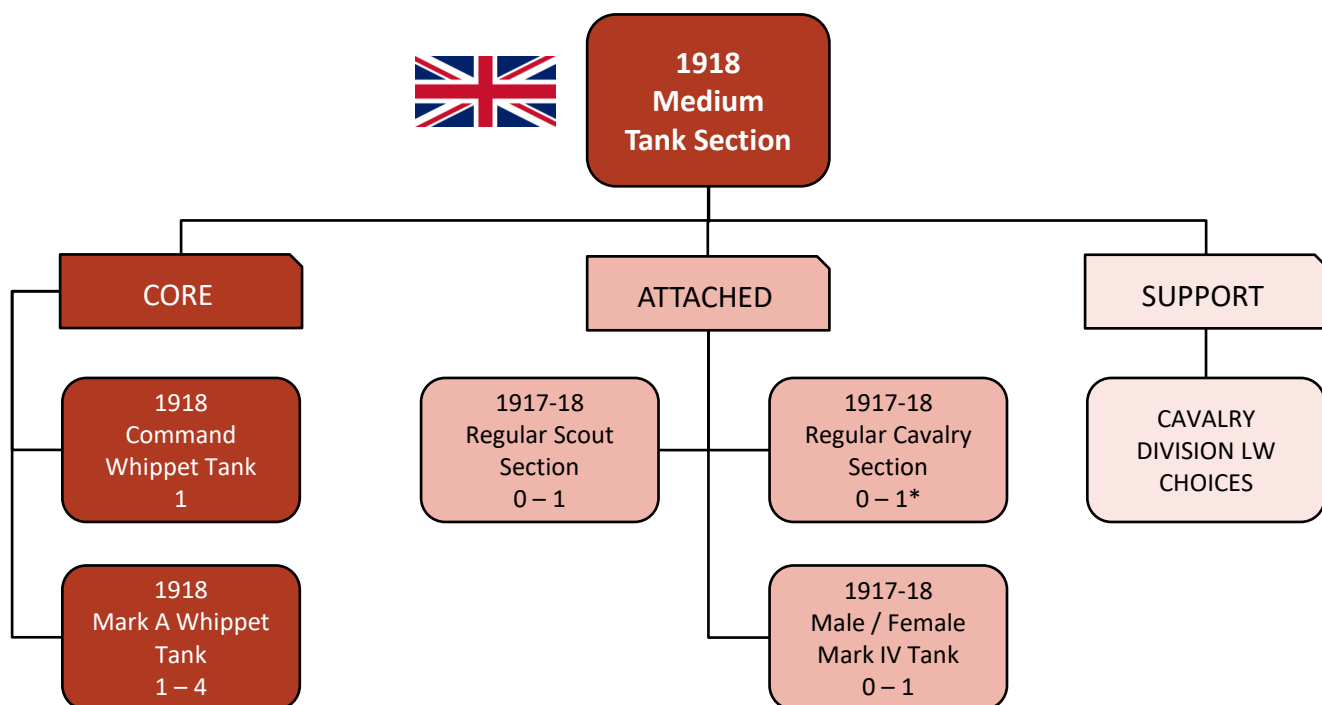 1918
Medium
Tank Section
CORE
ATTACHED
SUPPORT
1918
Command
Whippet Tank
1
1917-18
Regular Scout
Section
0 – 1
1917-18
Regular Cavalry
Section
0 – 1*
CAVALRY
DIVISION LW
CHOICES
1918
Mark A Whippet
Tank
1 – 4
1917-18
Male / Female
Mark IV Tank
0 – 1